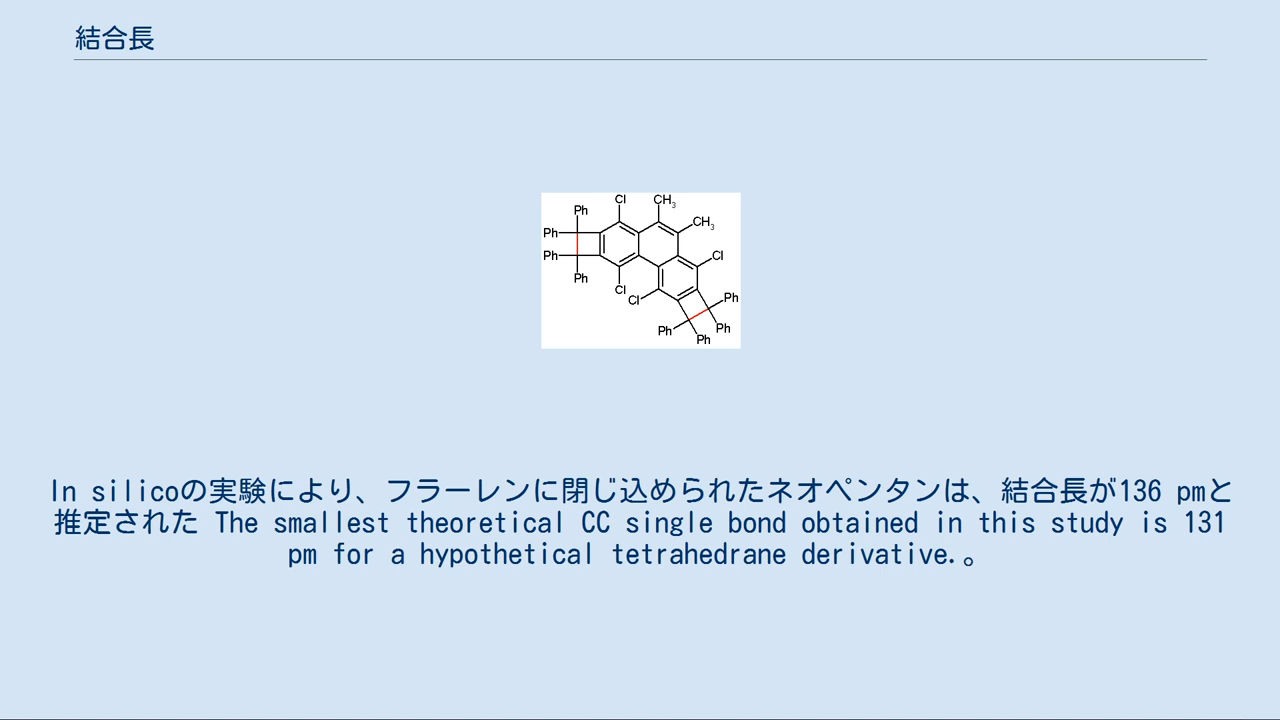 結合長
Cl
CH3
Ph
CH3
Ph
Ph
Cl
Ph
Cl
Cl
Ph
Ph
Ph
Ph
In silicoの実験により、フラーレンに閉じ込められたネオペンタンは、結合長が136 pmと
推定された The smallest theoretical CC single bond obtained in this study is 131
pm for a hypothetical tetrahedrane derivative.。